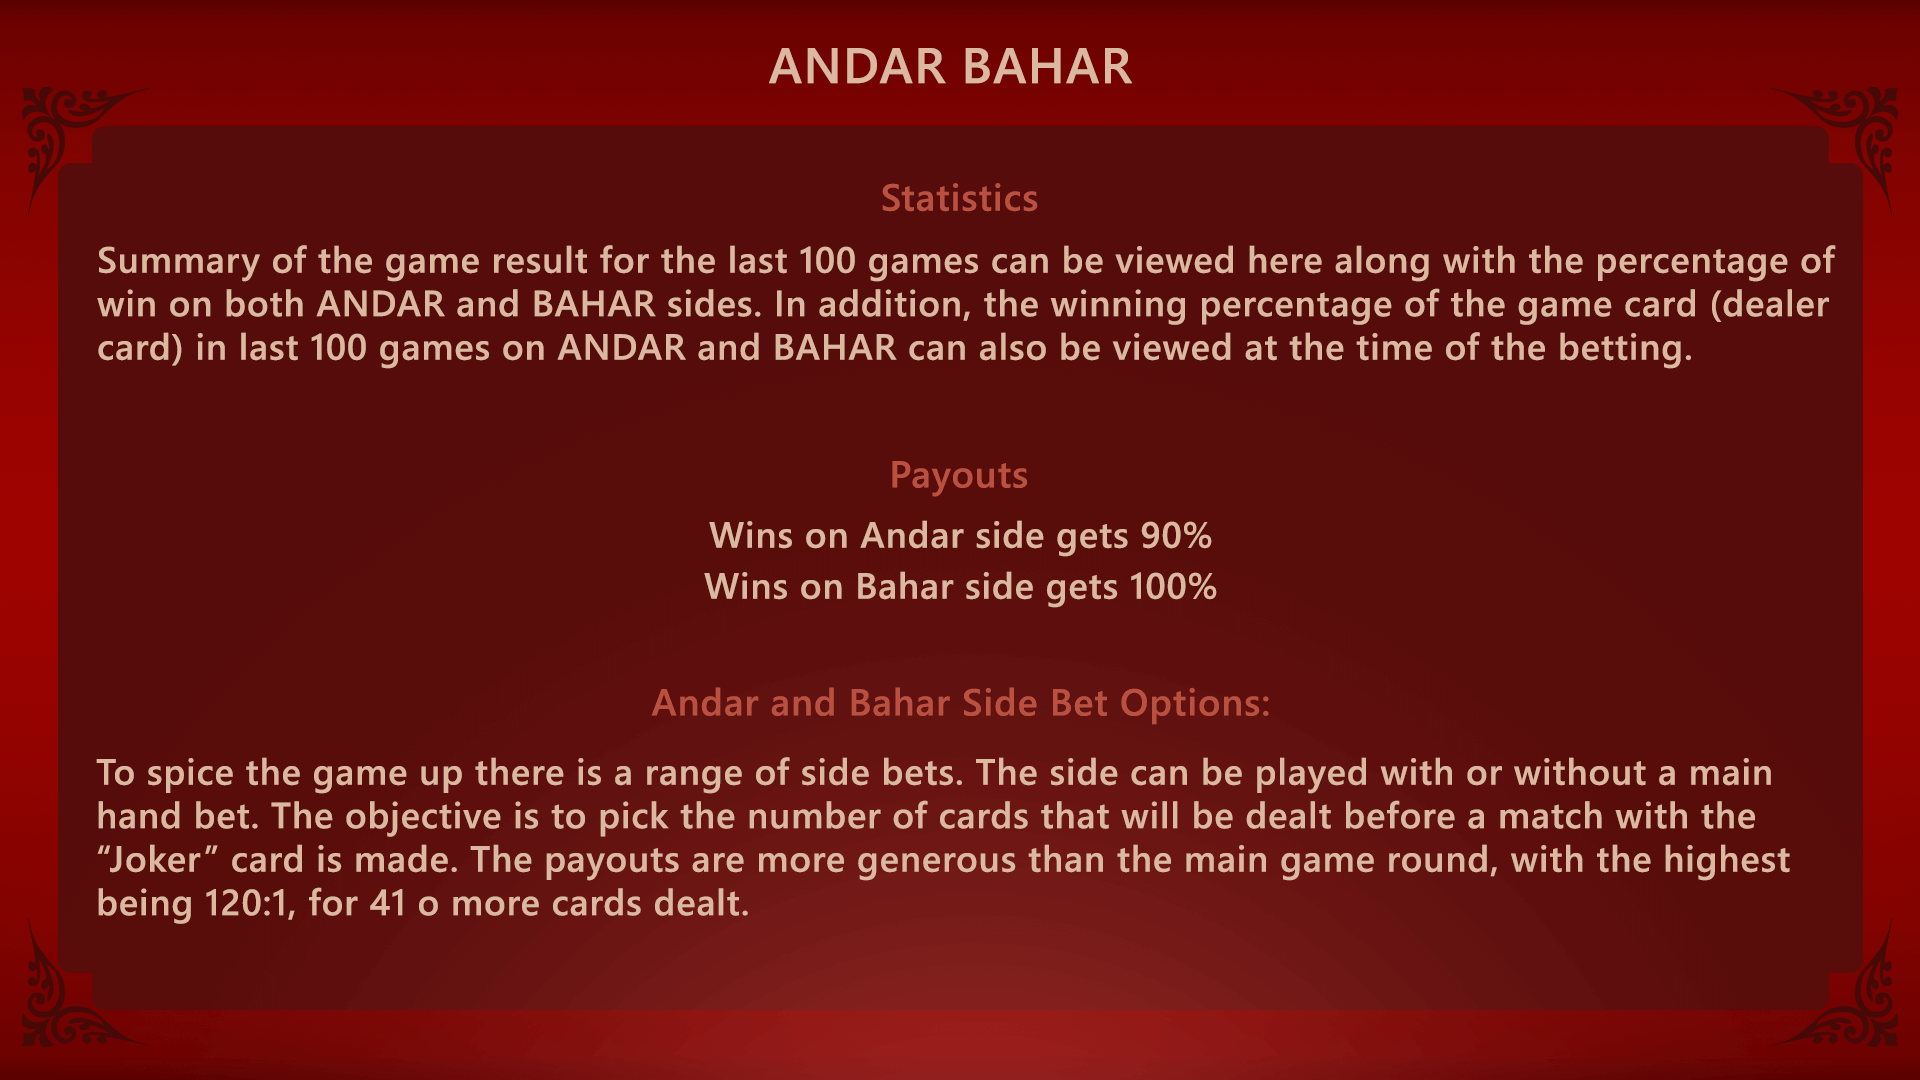 ANDAR BAHAR
Statistics
Summary of the game result for the last 100 games can be viewed here along with the percentage of
win on both ANDAR and BAHAR sides. In addition, the winning percentage of the game card (dealer
card) in last 100 games on ANDAR and BAHAR can also be viewed at the time of the betting.
Payouts
Wins on Andar side gets 90%
Wins on Bahar side gets 100%
Andar and Bahar Side Bet Options:
To spice the game up there is a range of side bets. The side can be played with or without a main
hand bet. The objective is to pick the number of cards that will be dealt before a match with the
“Joker” card is made. The payouts are more generous than the main game round, with the highest
being 120:1, for 41 o more cards dealt.